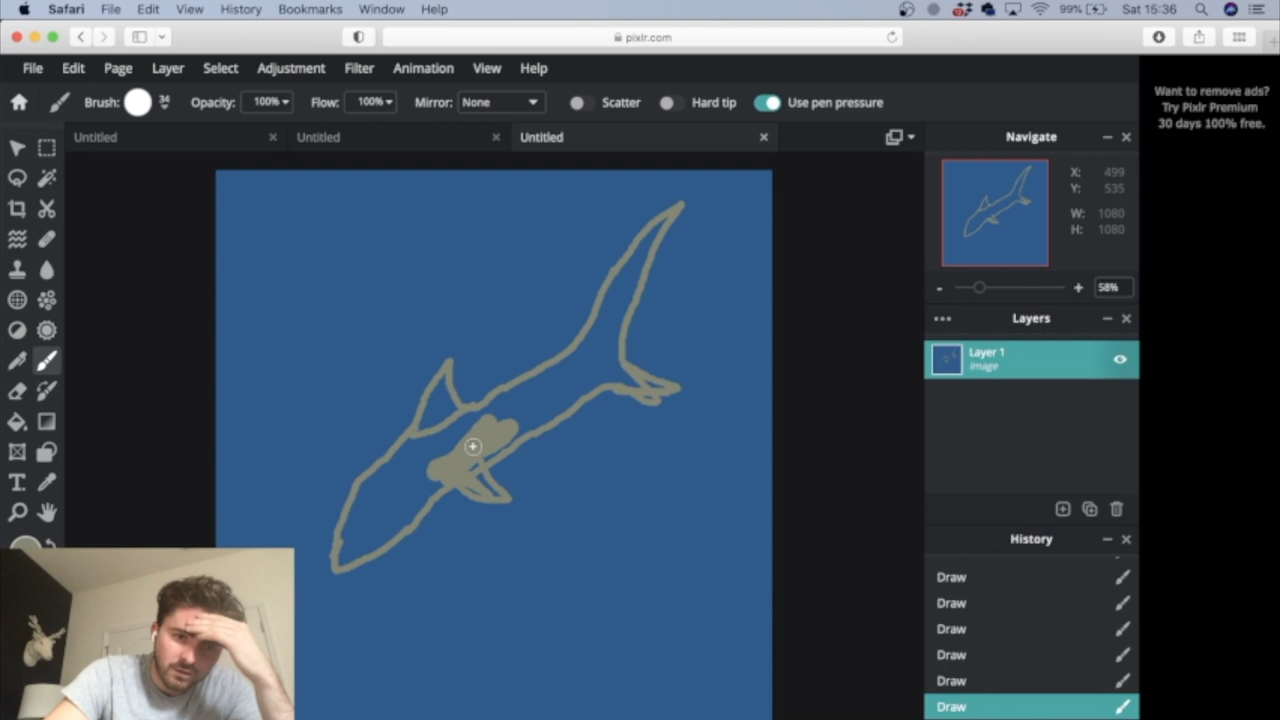 Safari File Edit View History Bookmarks Window Help 99% Sat 15:36
pixlr.com
File Edit Page Layer Select Adjustment Filter Animation View Help
Brush: 34 Opacity: 100% Flow: 100% Mirror: None Scatter Hard tip Use pen pressure
Untitled Untitled Untitled
Want to remove ads?
Try Pixlr Premium
30 days 100% free.
Navigate
X: 499
Y: 535
W: 1080
H: 1080
58%
Layers
Layer 1
Image
History
Draw
Draw
Draw
Draw
Draw
Draw